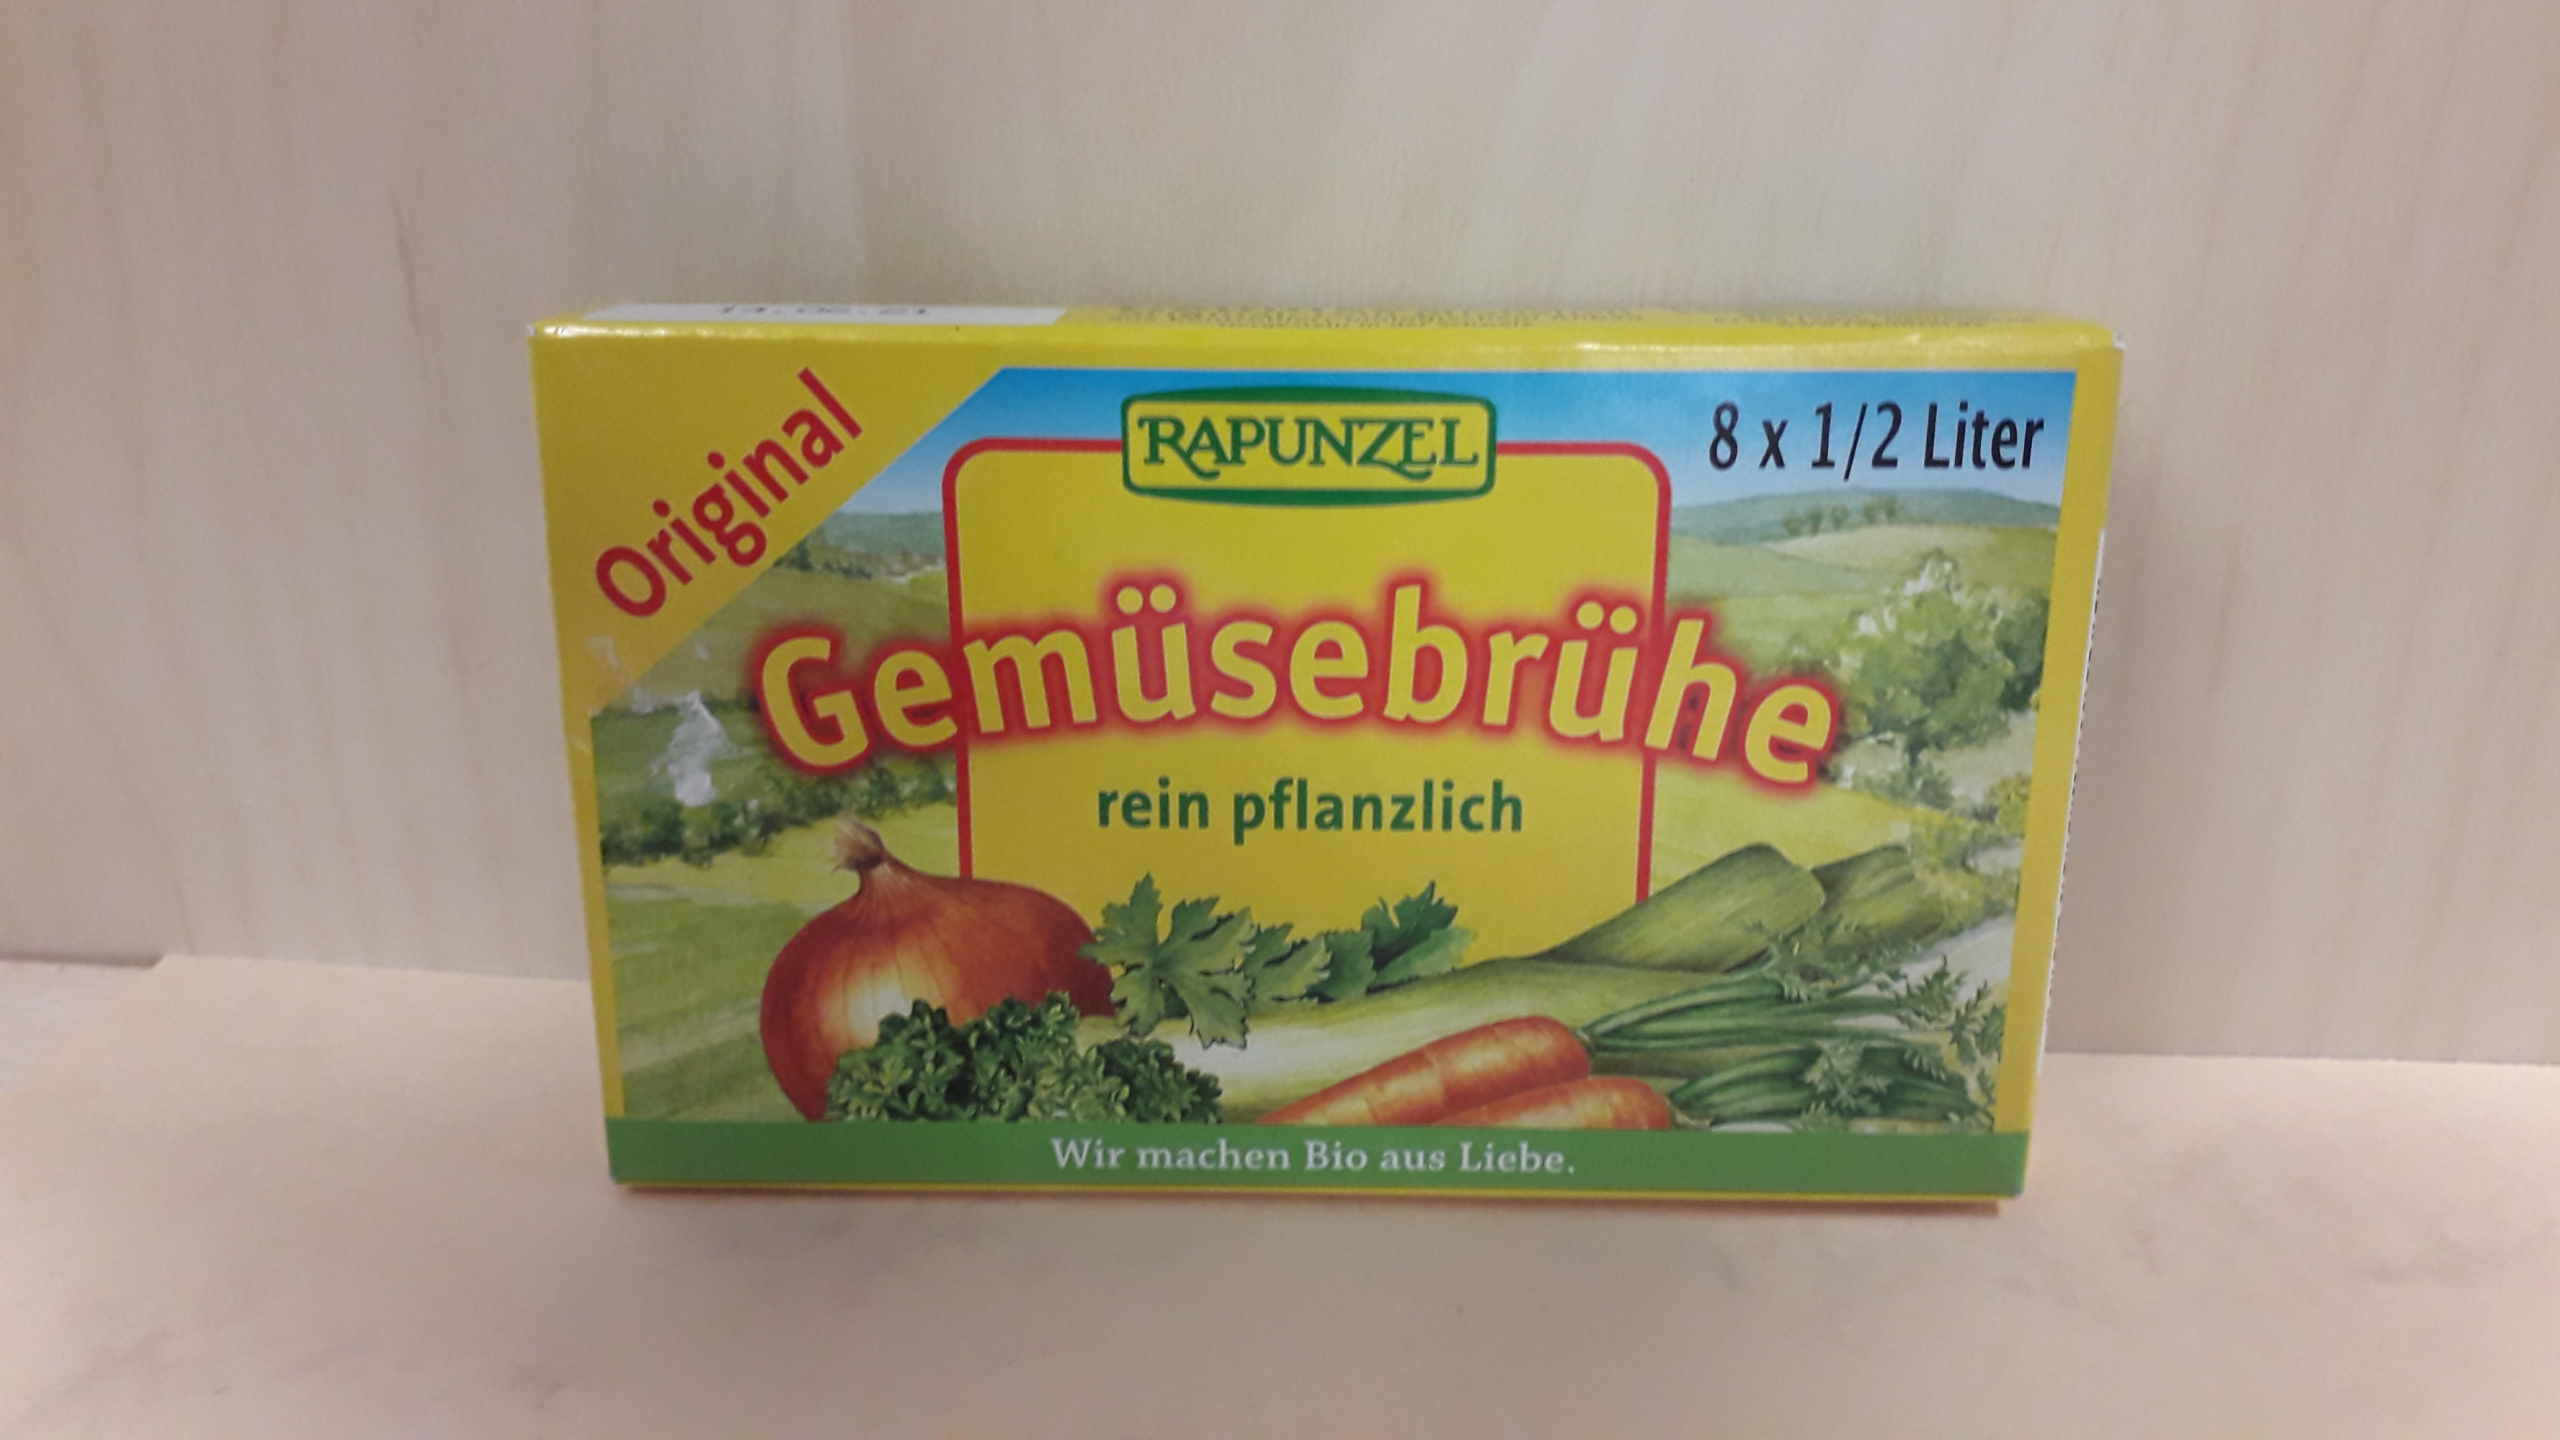 Original
RAPUNZEL
8 x 1/2 Liter
Gemüsebrühe
rein pflanzlich
Wir machen Bio aus Liebe.